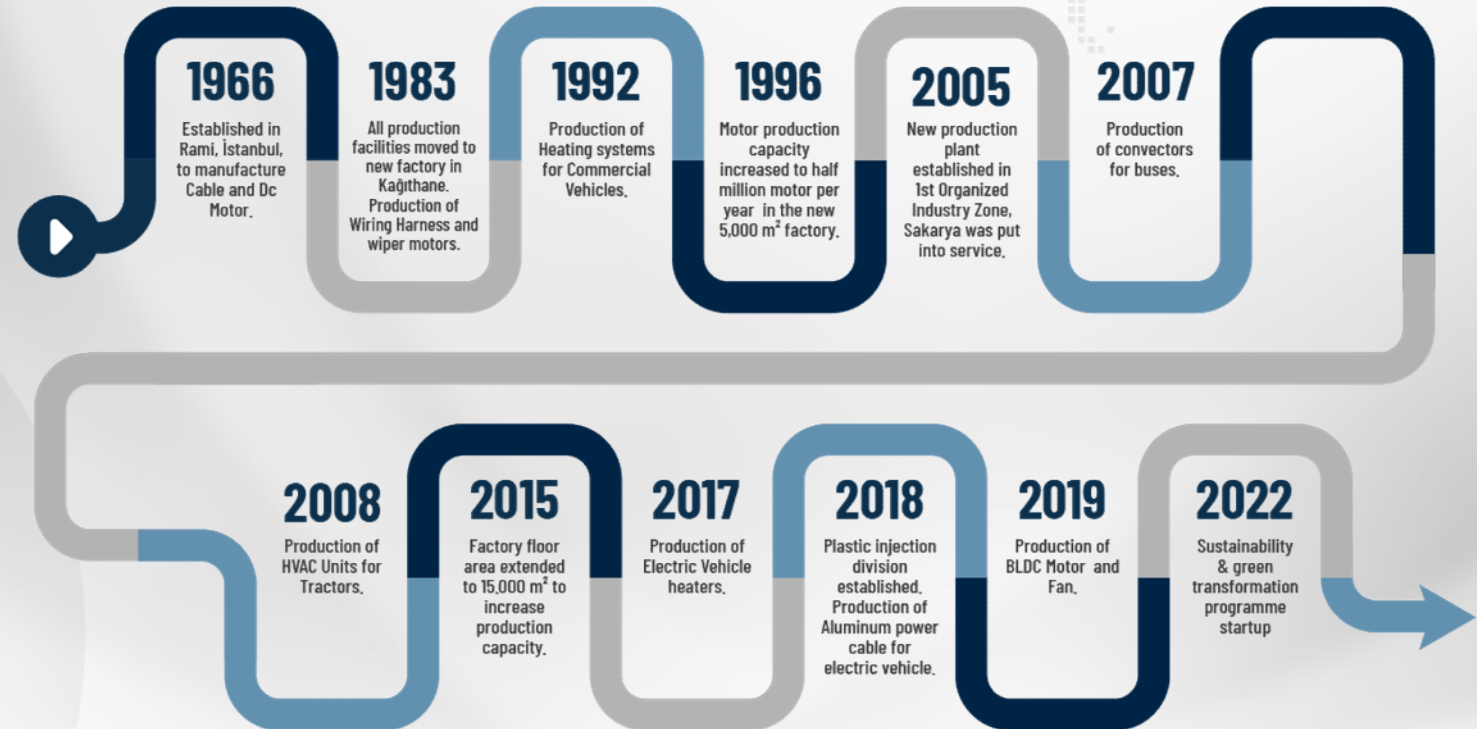 1966
Established in
Rami, İstanbul,
to manufacture
Cable and Dc
Motor.
1983
All production
facilities moved to
new factory in
Kağıthane.
Production of
Wiring Harness and
wiper motors.
1992
Production of
Heating systems
for Commercial
Vehicles.
1996
Motor production
capacity
increased to half
million motor per
year in the new
5,000 m² factory.
2005
New production
plant
established in
1st Organized
Industry Zone,
Sakarya was put
into service.
2007
Production
of convectors
for buses.
2008
Production of
HVAC Units for
Tractors.
2015
Factory floor
area extended
to 15.000 m² to
increase
production
capacity.
2017
Production of
Electric Vehicle
heaters.
2018
Plastic injection
division
established.
Production of
Aluminum power
cable for
electric vehicle.
2019
Production of
BLDC Motor and
Fan.
2022
Sustainability
& green
transformation
programme
startup